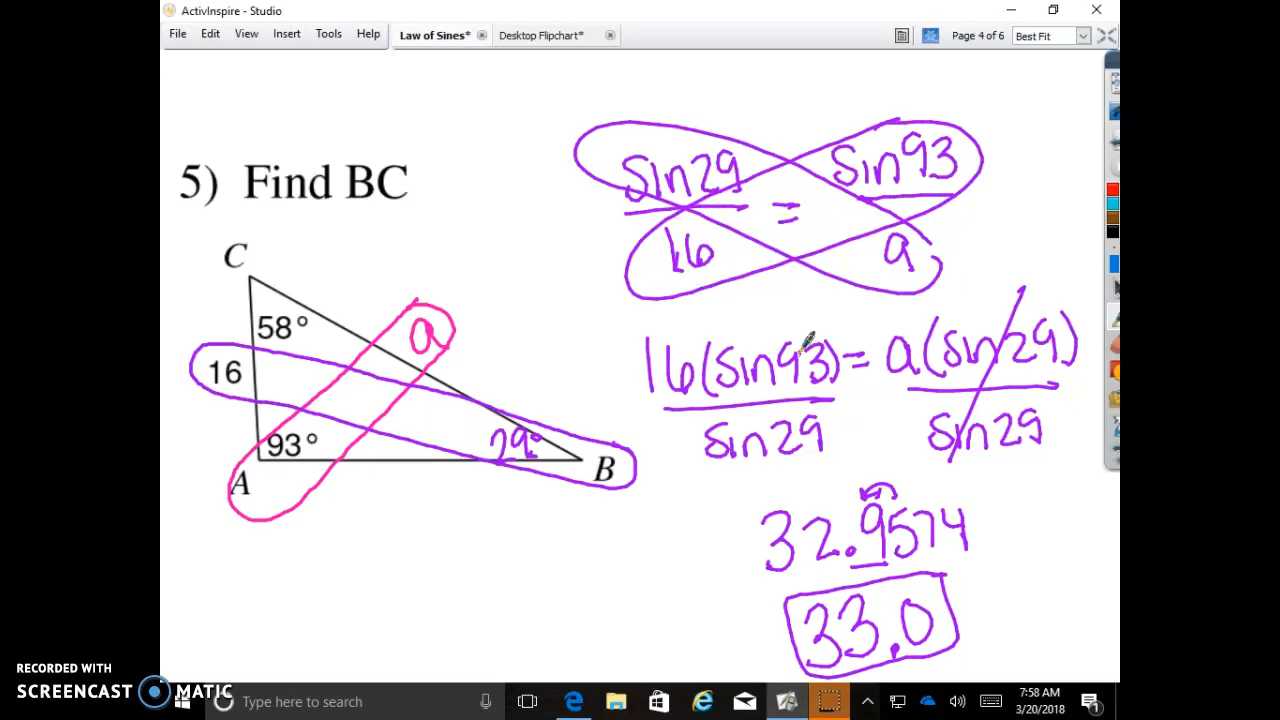 ActivInspire - Studio
File Edit View Insert Tools Help Law of Sines* Desktop Flipchart* Page 4 of 6 Best Fit
5) Find BC
sin29 = sin93
16 a
C
58°
a
16
93° 29° B
A
16(sin93) = a(sin29)
sin29 sin29
32.9574
33.0
RECORDED WITH
SCREENCAST MATIC
Type here to search
7:58 AM
3/20/2018
1